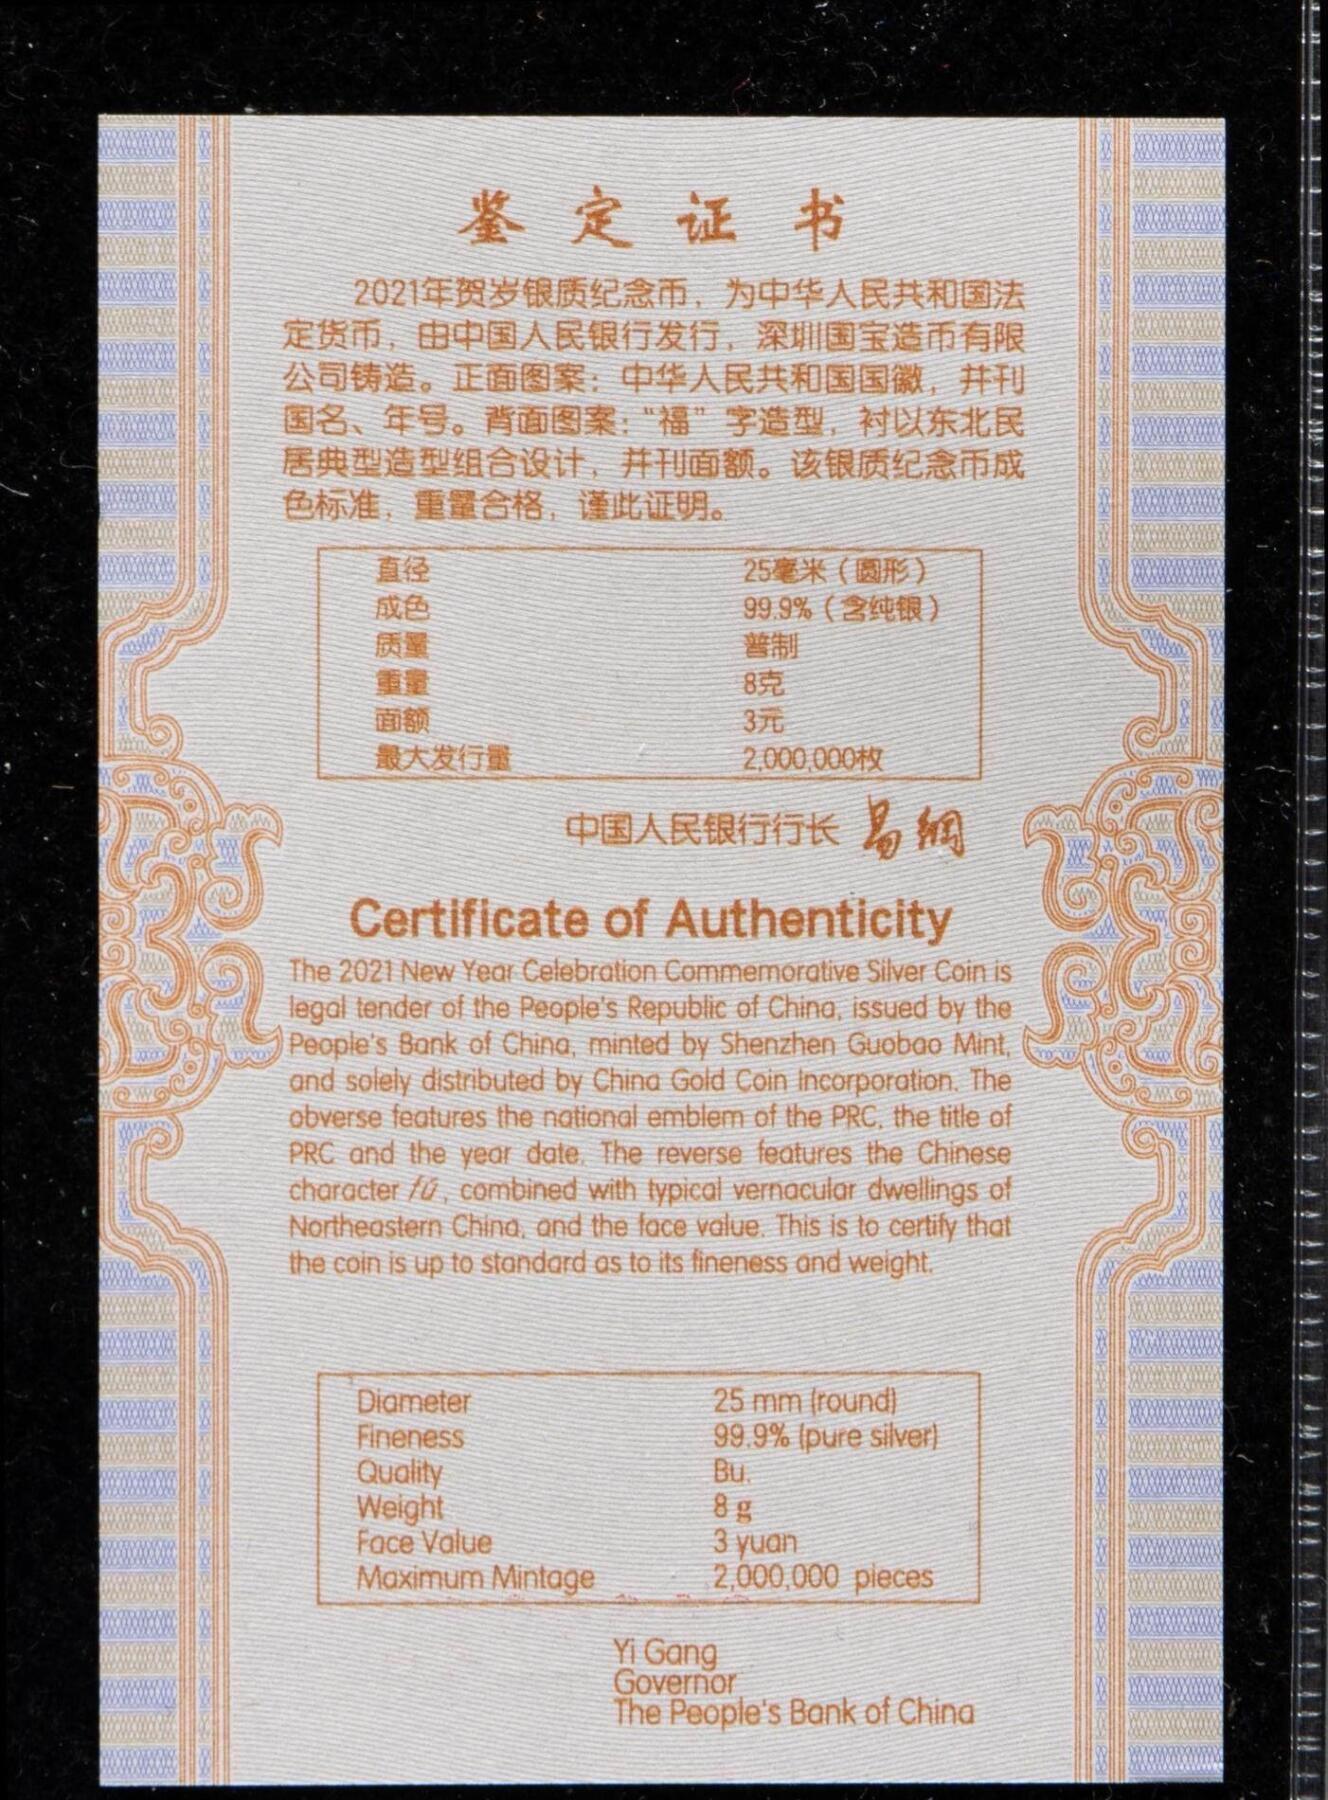 鉴定证书
2021年贺岁银质纪念币，为中华人民共和国法
定货币，由中国人民银行发行，深圳国宝造币有限
公司铸造。正面图案：中华人民共和国国徽，并刊
国名、年号。背面图案：“福”字造型，衬以东北民
居典型造型组合设计，并刊面额。该银质纪念币成
色标准，重量合格，谨此证明。
直径 25毫米（圆形）
成色 99.9%（含纯银）
质量 普制
重量 8克
面额 3元
最大发行量 2,000,000枚
中国人民银行行长 易纲
Certificate of Authenticity
The 2021 New Year Celebration Commemorative Silver Coin is
legal tender of the People's Republic of China, issued by the
People's Bank of China, minted by Shenzhen Guobao Mint,
and solely distributed by China Gold Coin Incorporation. The
obverse features the national emblem of the PRC, the title of
PRC and the year date. The reverse features the Chinese
character fú, combined with typical vernacular dwellings of
Northeastern China, and the face value. This is to certify that
the coin is up to standard as to its fineness and weight.
Diameter 25 mm (round)
Fineness 99.9% (pure silver)
Quality Bu.
Weight 8 g
Face Value 3 yuan
Maximum Mintage 2,000,000 pieces
Yi Gang
Governor
The People's Bank of China